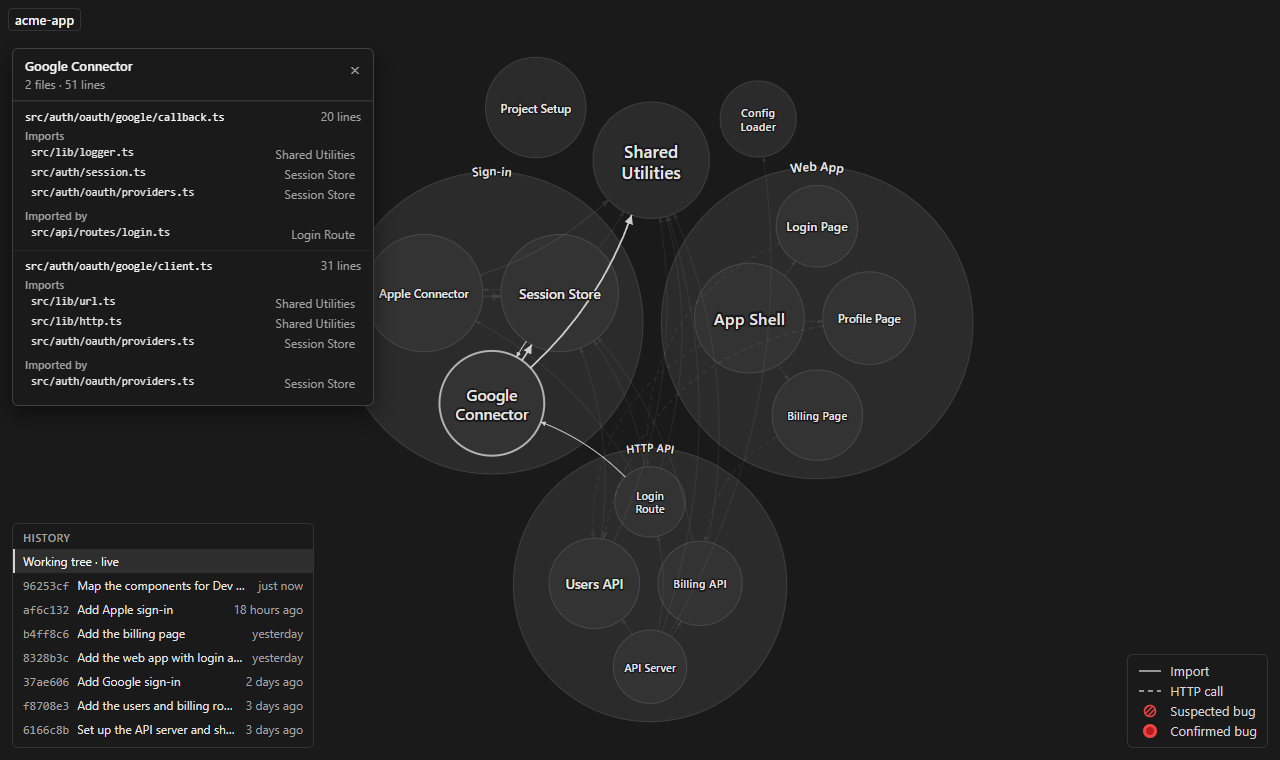 acme-app
Google Connector
×
2 files · 51 lines
src/auth/oauth/google/callback.ts 20 lines
Imports
src/lib/logger.ts Shared Utilities
src/auth/session.ts Session Store
src/auth/oauth/providers.ts Session Store
Imported by
src/api/routes/login.ts Login Route
src/auth/oauth/google/client.ts 31 lines
Imports
src/lib/url.ts Shared Utilities
src/lib/http.ts Shared Utilities
src/auth/oauth/providers.ts Session Store
Imported by
src/auth/oauth/providers.ts Session Store
Project Setup
Shared
Utilities
Config
Loader
Sign-in
Apple Connector
Session Store
Google
Connector
Web App
Login Page
App Shell
Profile Page
Billing Page
HTTP API
Login
Route
Users API
Billing API
API Server
HISTORY
Working tree · live
96253cf Map the components for Dev ... just now
af6c132 Add Apple sign-in 18 hours ago
b4ff8c6 Add the billing page yesterday
8328b3c Add the web app with login a... yesterday
37ae606 Add Google sign-in 2 days ago
f8708e3 Add the users and billing ro... 3 days ago
6166c8b Set up the API server and sh... 3 days ago
Import
HTTP call
Suspected bug
Confirmed bug